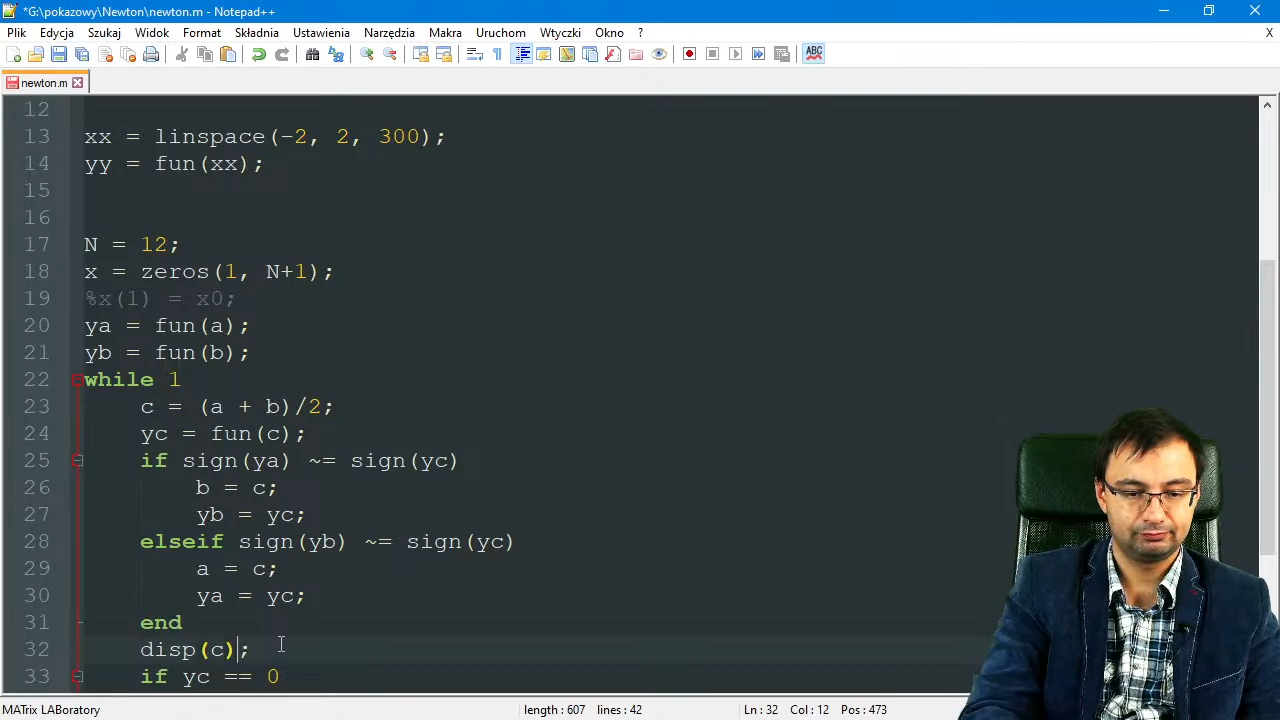 *G:\pokazowy\Newton\newton.m - Notepad++
Plik Edycja Szukaj Widok Format Składnia Ustawienia Narzędzia Makra Uruchom Wtyczki Okno ? X
ABC
newton.m
12
13 xx = linspace(-2, 2, 300);
14 yy = fun(xx);
15
16
17 N = 12;
18 x = zeros(1, N+1);
19 %x(1) = x0;
20 ya = fun(a);
21 yb = fun(b);
22 while 1
23 c = (a + b)/2;
24 yc = fun(c);
25 if sign(ya) ~= sign(yc)
26 b = c;
27 yb = yc;
28 elseif sign(yb) ~= sign(yc)
29 a = c;
30 ya = yc;
31 end
32 disp(c);
33 if yc == 0
MATrix LABoratory length : 607 lines : 42 Ln : 32 Col : 12 Pos : 473